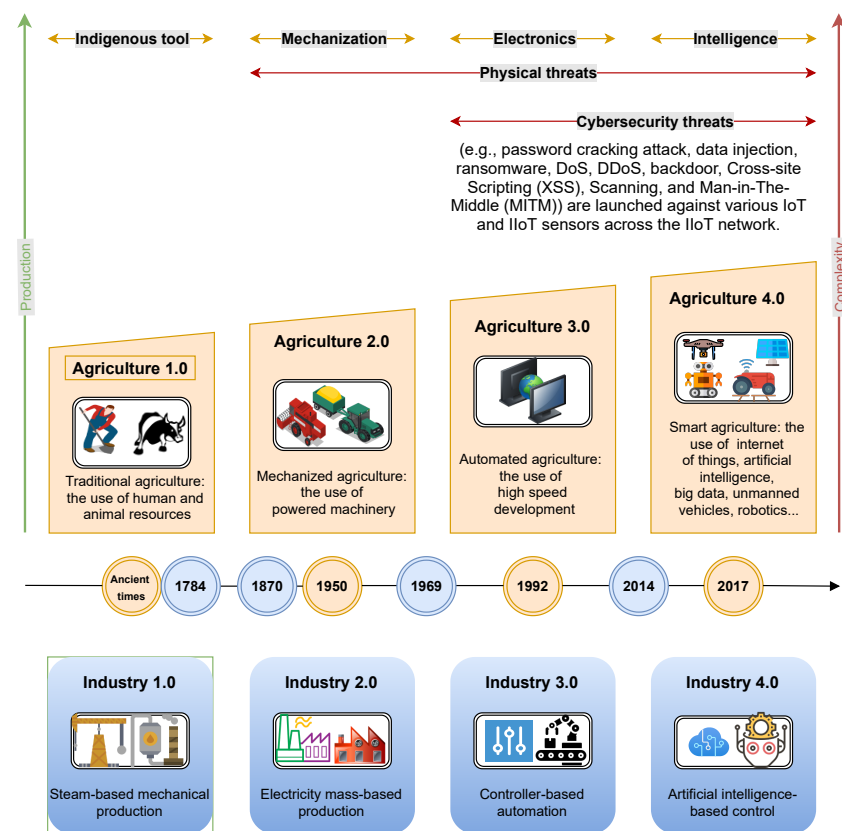 Indigenous tool
Mechanization
Electronics
Intelligence
Physical threats
Cybersecurity threats
(e.g., password cracking attack, data injection,
ransomware, DoS, DDoS, backdoor, Cross-site
Scripting (XSS), Scanning, and Man-in-The-
Middle (MITM)) are launched against various IoT
and IIoT sensors across the IIoT network.
Production
Complexity
Agriculture 1.0
Traditional agriculture:
the use of human and
animal resources
Agriculture 2.0
Mechanized agriculture:
the use of
powered machinery
Agriculture 3.0
Automated agriculture:
the use of
high speed
development
Agriculture 4.0
Smart agriculture: the
use of internet
of things, artificial
intelligence,
big data, unmanned
vehicles, robotics...
Ancient
times
1784
1870
1950
1969
1992
2014
2017
Industry 1.0
Steam-based mechanical
production
Industry 2.0
Electricity mass-based
production
Industry 3.0
Controller-based
automation
Industry 4.0
Artificial intelligence-
based control